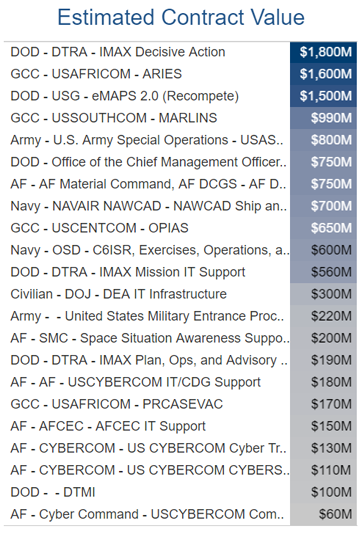 Estimated Contract Value
DOD - DTRA - IMAX Decisive Action $1,800M
GCC - USAFRICOM - ARIES $1,600M
DOD - USG - eMAPS 2.0 (Recompete) $1,500M
GCC - USSOUTHCOM - MARLINS $990M
Army - U.S. Army Special Operations - USAS.. $800M
DOD - Office of the Chief Management Officer.. $750M
AF - AF Material Command, AF DCGS - AF D.. $750M
Navy - NAVAIR NAWCAD - NAWCAD Ship an.. $700M
GCC - USCENTCOM - OPIAS $650M
Navy - OSD - C6ISR, Exercises, Operations, a.. $600M
DOD - DTRA - IMAX Mission IT Support $560M
Civilian - DOJ - DEA IT Infrastructure $300M
Army - - United States Military Entrance Proc.. $220M
AF - SMC - Space Situation Awareness Suppo.. $200M
DOD - DTRA - IMAX Plan, Ops, and Advisory .. $190M
AF - AF - USCYBERCOM IT/CDG Support $180M
GCC - USAFRICOM - PRCASEVAC $170M
AF - AFCEC - AFCEC IT Support $150M
AF - CYBERCOM - US CYBERCOM Cyber Tr.. $130M
AF - CYBERCOM - US CYBERCOM CYBERS.. $110M
DOD - - DTMI $100M
AF - Cyber Command - USCYBERCOM Com.. $60M